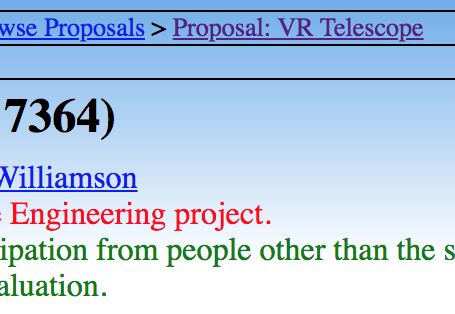 wse Proposals > Proposal: VR Telescope
7364)
Williamson
Engineering project.
ipation from people other than the s
aluation.